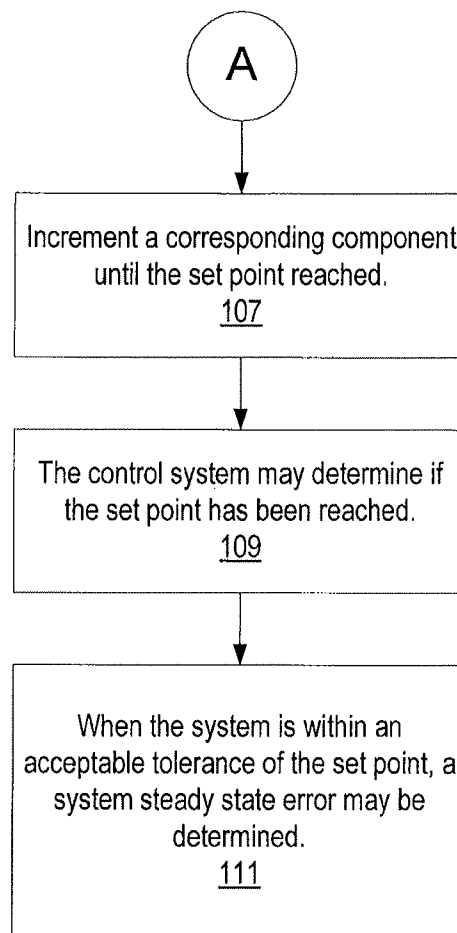 A
Increment a corresponding component
until the set point reached.
107
The control system may determine if
the set point has been reached.
109
When the system is within an
acceptable tolerance of the set point, a
system steady state error may be
determined.
111